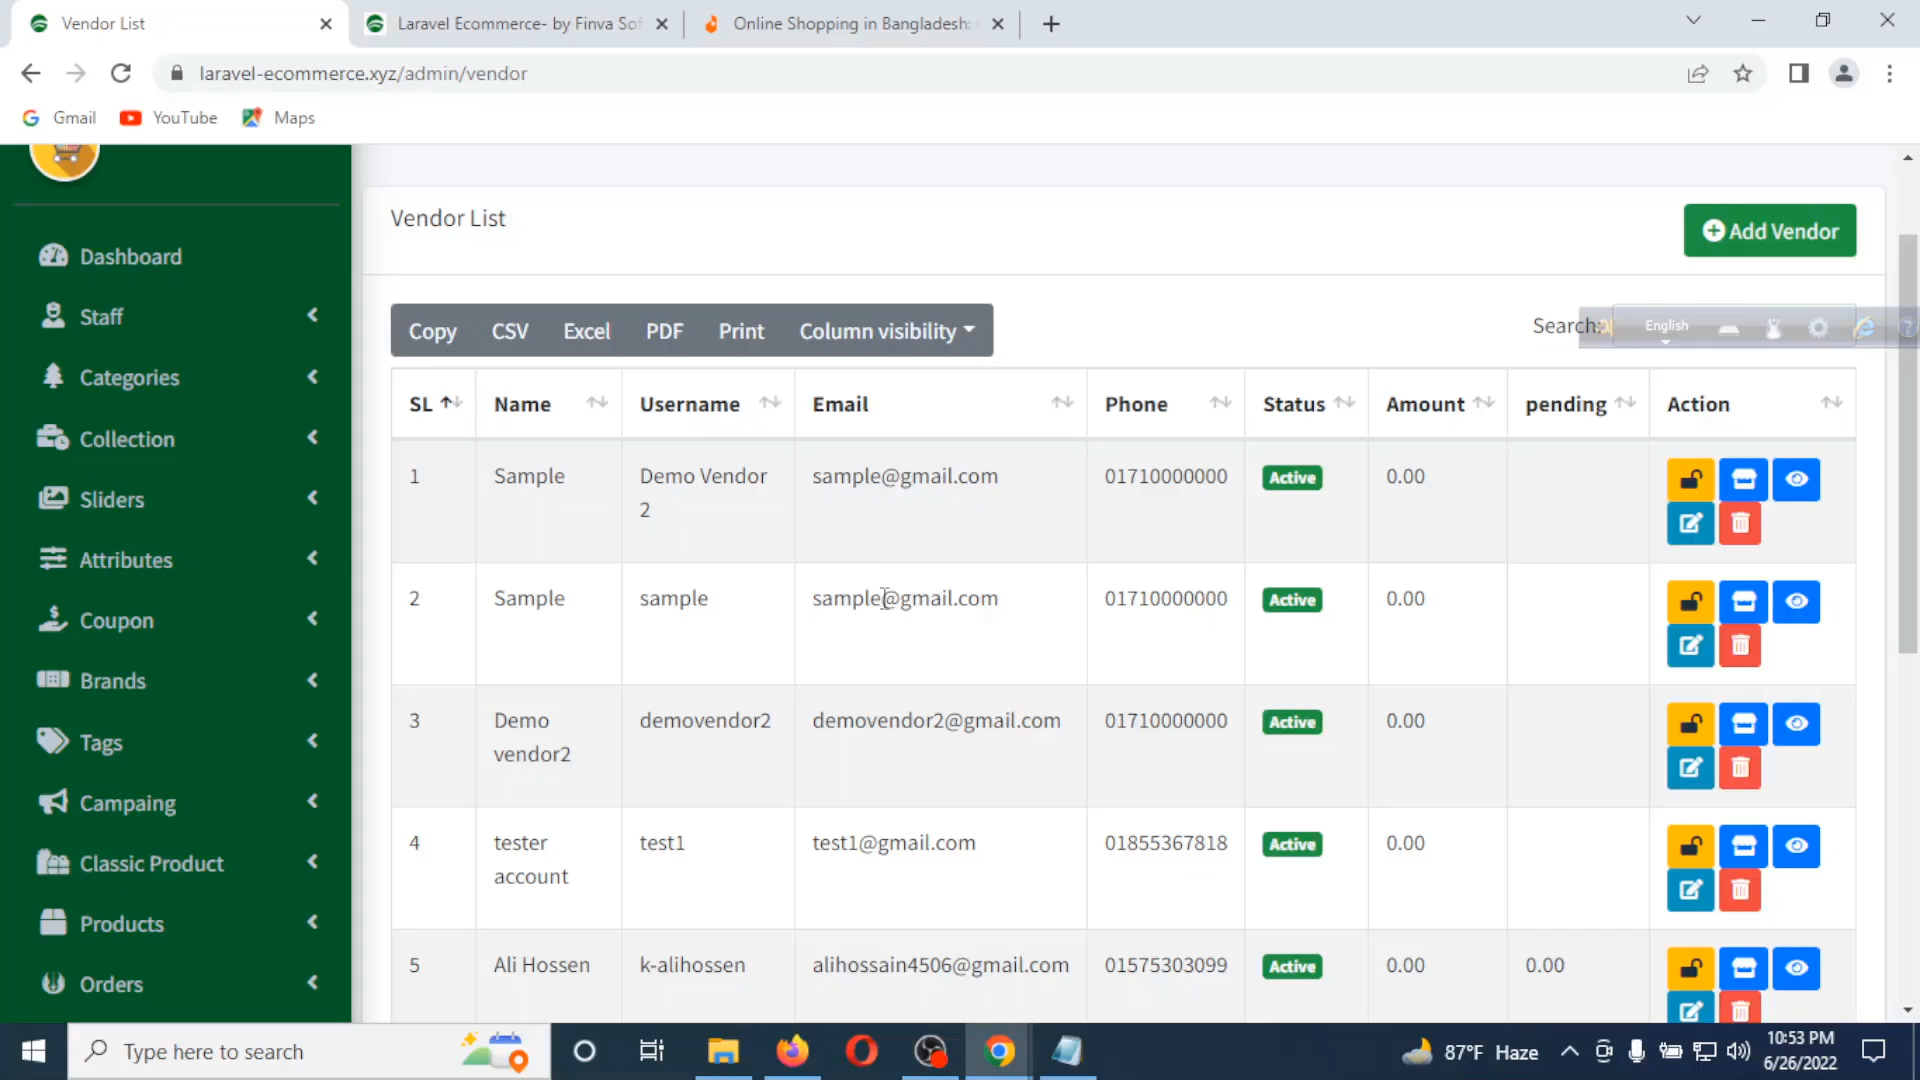 Vendor List
Laravel Ecommerce- by Finva Sof
Online Shopping in Bangladesh:
laravel-ecommerce.xyz/admin/vendor
Gmail
YouTube
Maps
Dashboard
Staff
Categories
Collection
Sliders
Attributes
Coupon
Brands
Tags
Campaing
Classic Product
Products
Orders
Vendor List
Add Vendor
Copy CSV Excel PDF Print Column visibility
Search:
English
SL Name Username Email Phone Status Amount pending Action
1 Sample Demo Vendor sample@gmail.com 01710000000 Active 0.00
2
2 Sample sample sample@gmail.com 01710000000 Active 0.00
3 Demo demovendor2 demovendor2@gmail.com 01710000000 Active 0.00
vendor2
4 tester test1 test1@gmail.com 01855367818 Active 0.00
account
5 Ali Hossen k-alihossen alihossain4506@gmail.com 01575303099 Active 0.00 0.00
Type here to search
87°F Haze
10:53 PM
6/26/2022